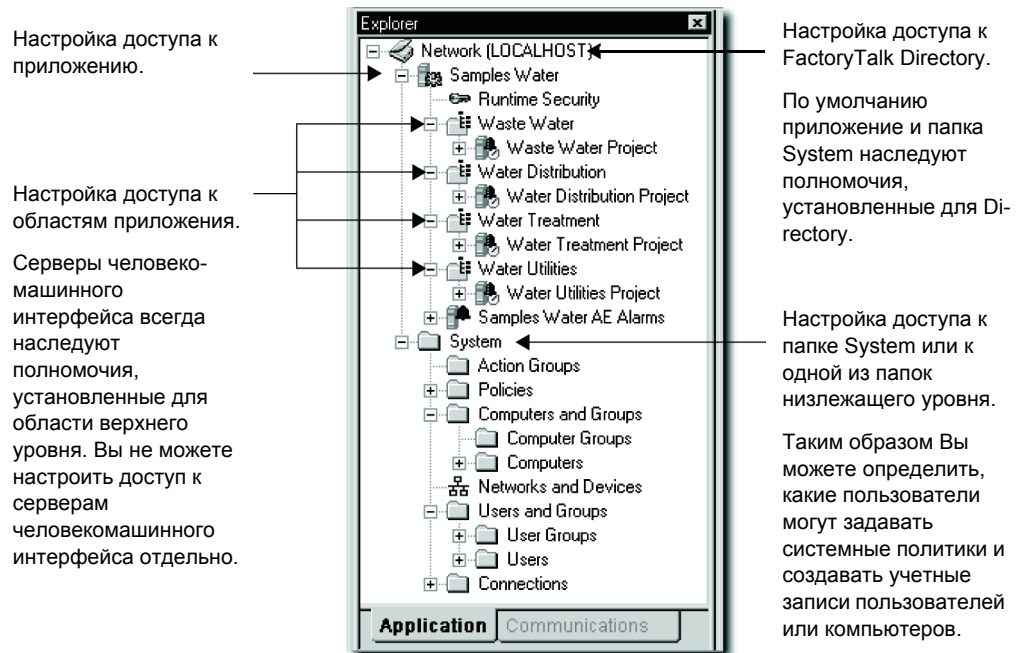 Настройка доступа к
приложению.
Настройка доступа к
областям приложения.
Серверы человеко-
машинного
интерфейса всегда
наследуют
полномочия,
установленные для
области верхнего
уровня. Вы не можете
настроить доступ к
серверам
человекомашинного
интерфейса отдельно.
Explorer
Network (LOCALHOST)
Samples Water
Runtime Security
Waste Water
Waste Water Project
Water Distribution
Water Distribution Project
Water Treatment
Water Treatment Project
Water Utilities
Water Utilities Project
Samples Water AE Alarms
System
Action Groups
Policies
Computers and Groups
Computer Groups
Computers
Networks and Devices
Users and Groups
User Groups
Users
Connections
Application
Communications
Настройка доступа к
FactoryTalk Directory.
По умолчанию
приложение и папка
System наследуют
полномочия,
установленные для Di-
rectory.
Настройка доступа к
папке System или к
одной из папок
низлежащего уровня.
Таким образом Вы
можете определить,
какие пользователи
могут задавать
системные политики и
создавать учетные
записи пользователей
или компьютеров.